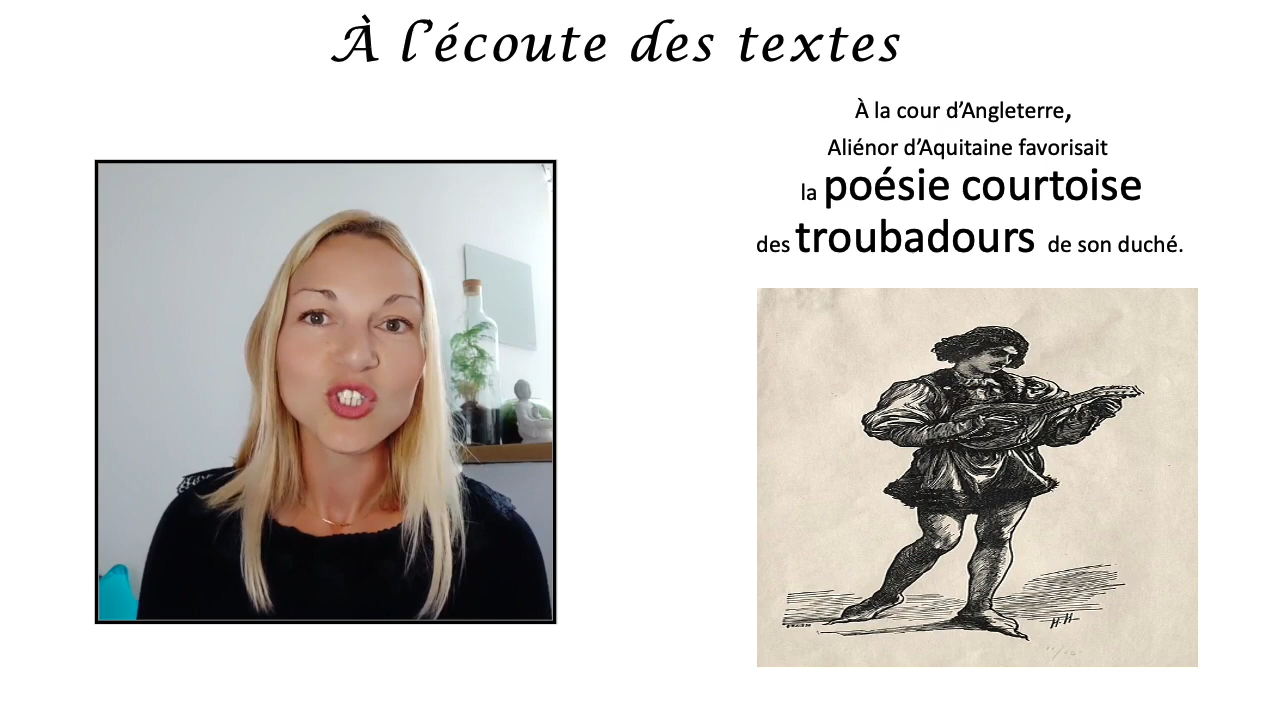 À l'écoute des textes
À la cour d'Angleterre,
Aliénor d'Aquitaine favorisait
la poésie courtoise
des troubadours de son duché.
H.H